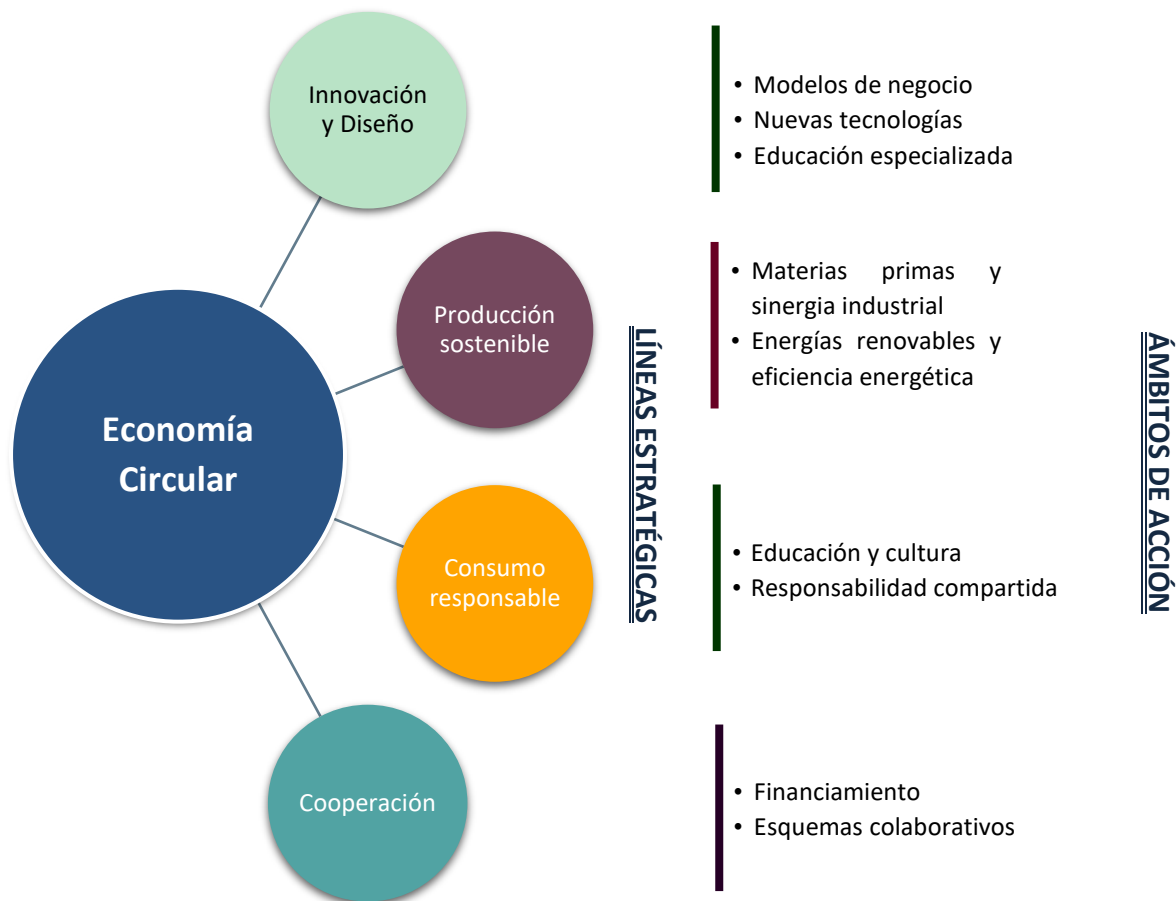 Innovación
y Diseño
• Modelos de negocio
• Nuevas tecnologías
• Educación especializada
Producción
sostenible
• Materias primas y
sinergia industrial
• Energías renovables y
eficiencia energética
Economía
Circular
LÍNEAS ESTRATÉGICAS
ÁMBITOS DE ACCIÓN
Consumo
responsable
• Educación y cultura
• Responsabilidad compartida
Cooperación
• Financiamiento
• Esquemas colaborativos